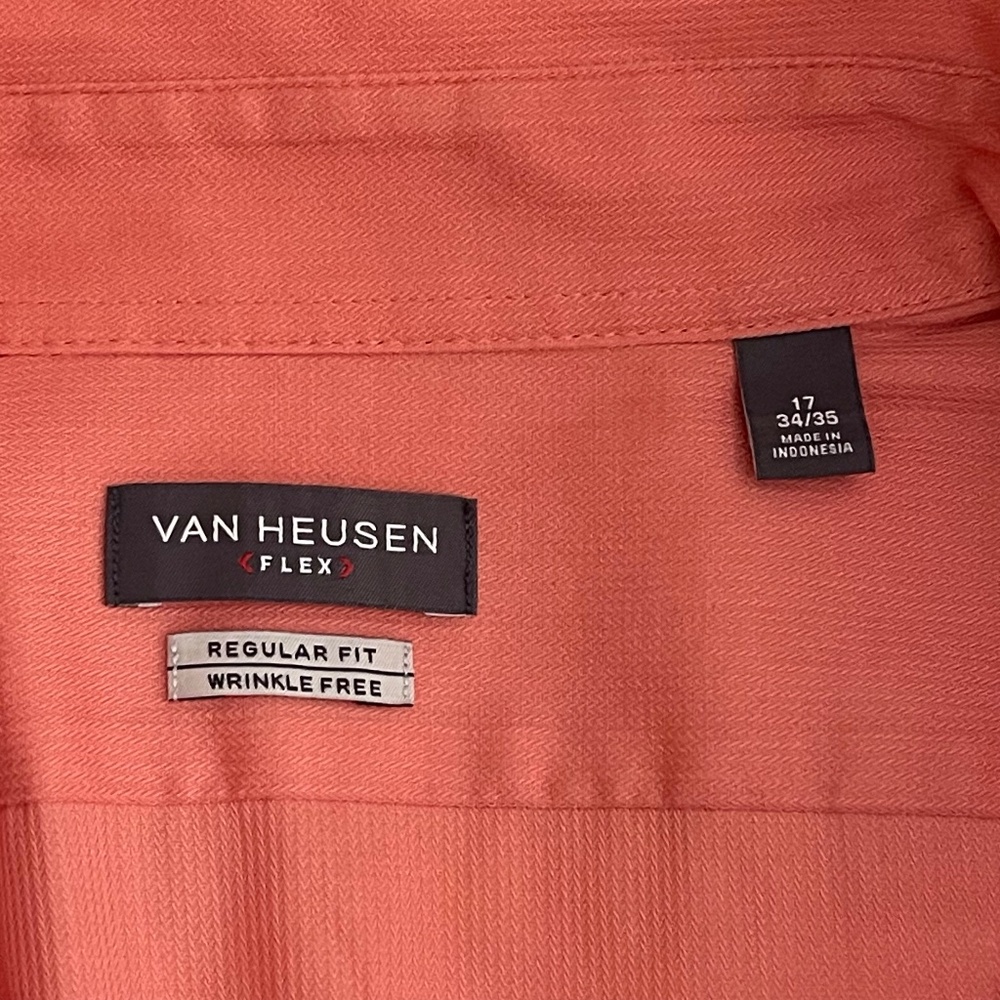 17
34/35
MADE IN
INDONESIA
VAN HEUSEN
FLEX
REGULAR FIT
WRINKLE FREE